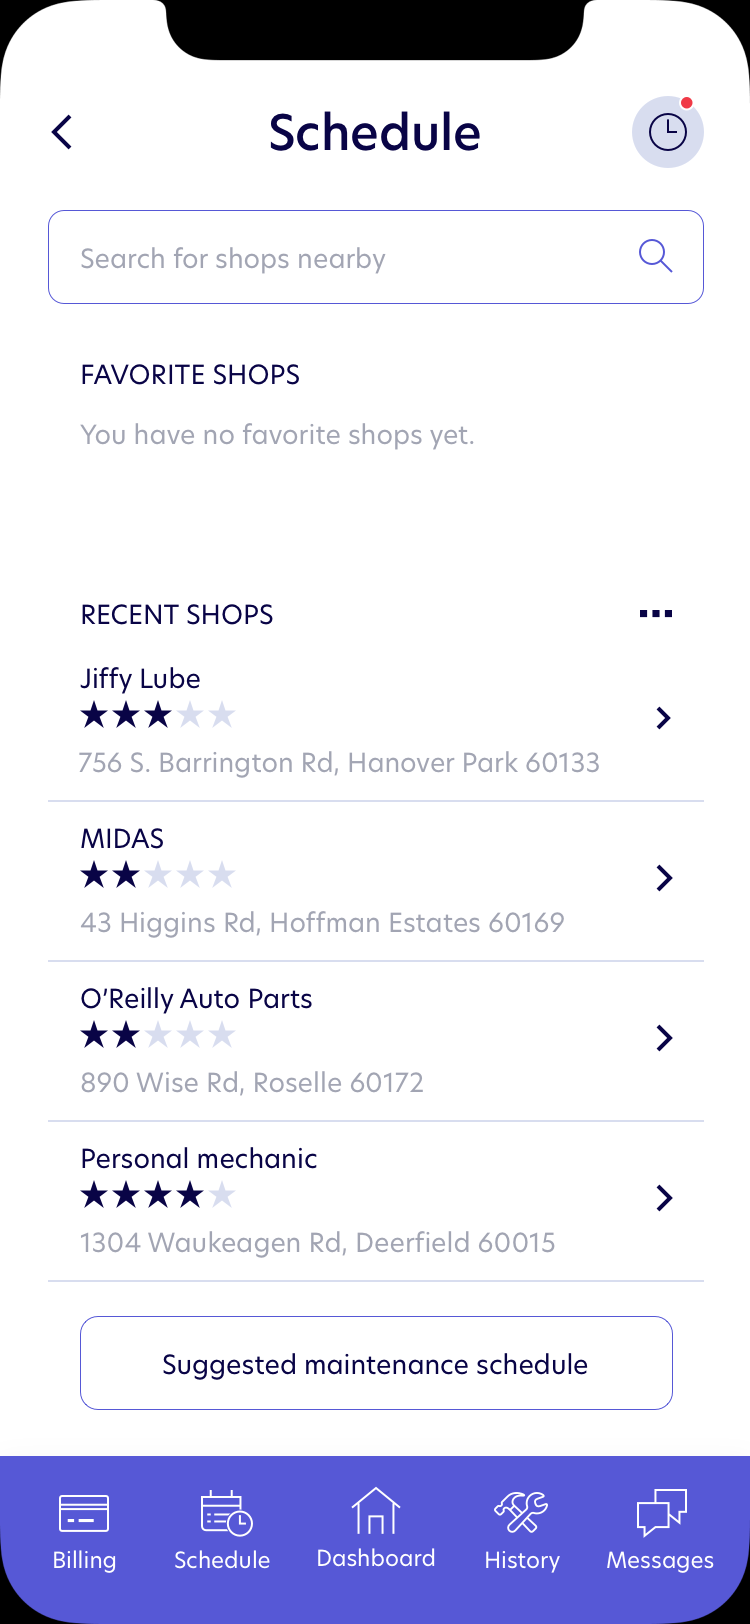 Schedule
Search for shops nearby
FAVORITE SHOPS
You have no favorite shops yet.
RECENT SHOPS
Jiffy Lube
756 S. Barrington Rd, Hanover Park 60133
MIDAS
43 Higgins Rd, Hoffman Estates 60169
O’Reilly Auto Parts
890 Wise Rd, Roselle 60172
Personal mechanic
1304 Waukeagen Rd, Deerfield 60015
Suggested maintenance schedule
Billing Schedule Dashboard History Messages